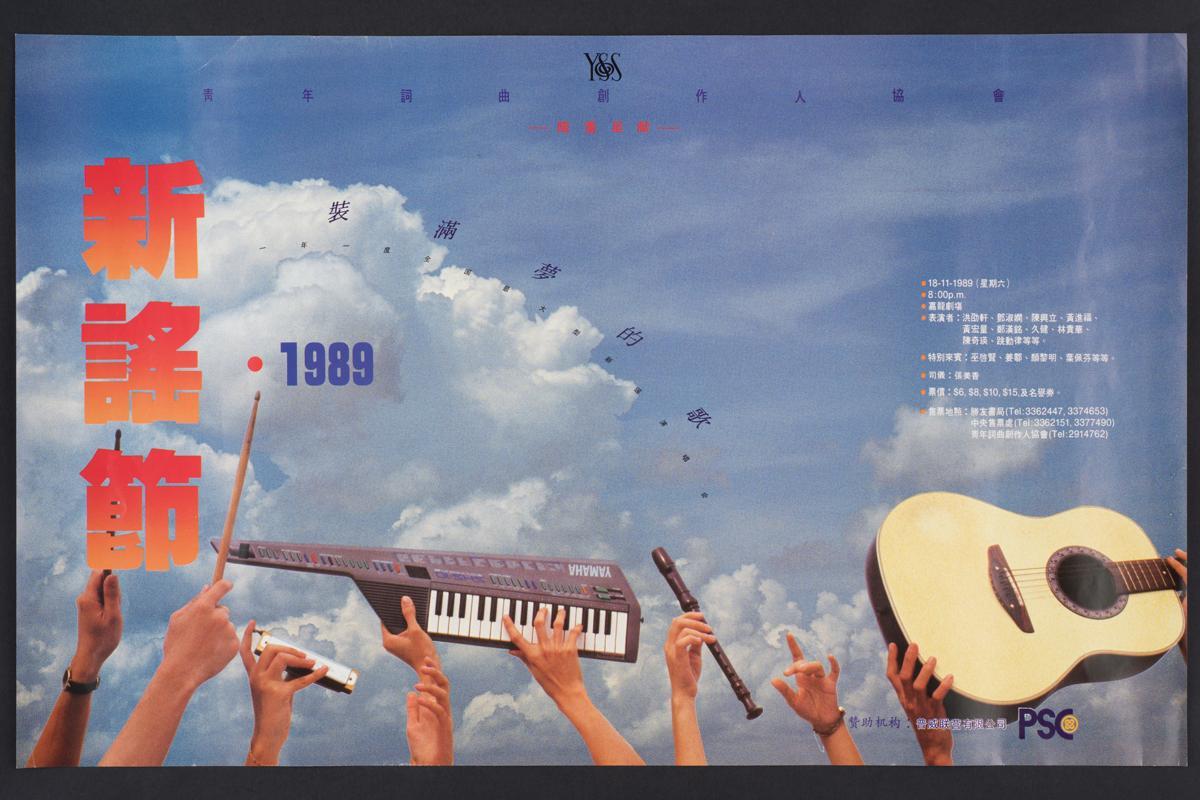 Y&S
青年詞曲創作人協會
隆重呈獻
新謠節
•1989
裝滿夢的歌
18-11-1989 (星期六)
8:00p.m.
嘉龍劇場
表演者：洪劭軒、鄭淑嫻、陳興立、黃進福、
黃宏量、鄭漢銘、久健、林貴華、
陳奇瑛、跳動律等等。
特別來賓：巫啓賢、姜鄠、顏黎明、葉佩芬等等。
司儀：張美香
票價：$6, $8, $10, $15,及名譽券。
售票地點：勝友書局(Tel:3362447, 3374653)
中央售票處(Tel:3362151, 3377490)
青年詞曲創作人協會(Tel:2914762)
YAMAHA
贊助机构：普威联营有限公司
PSC